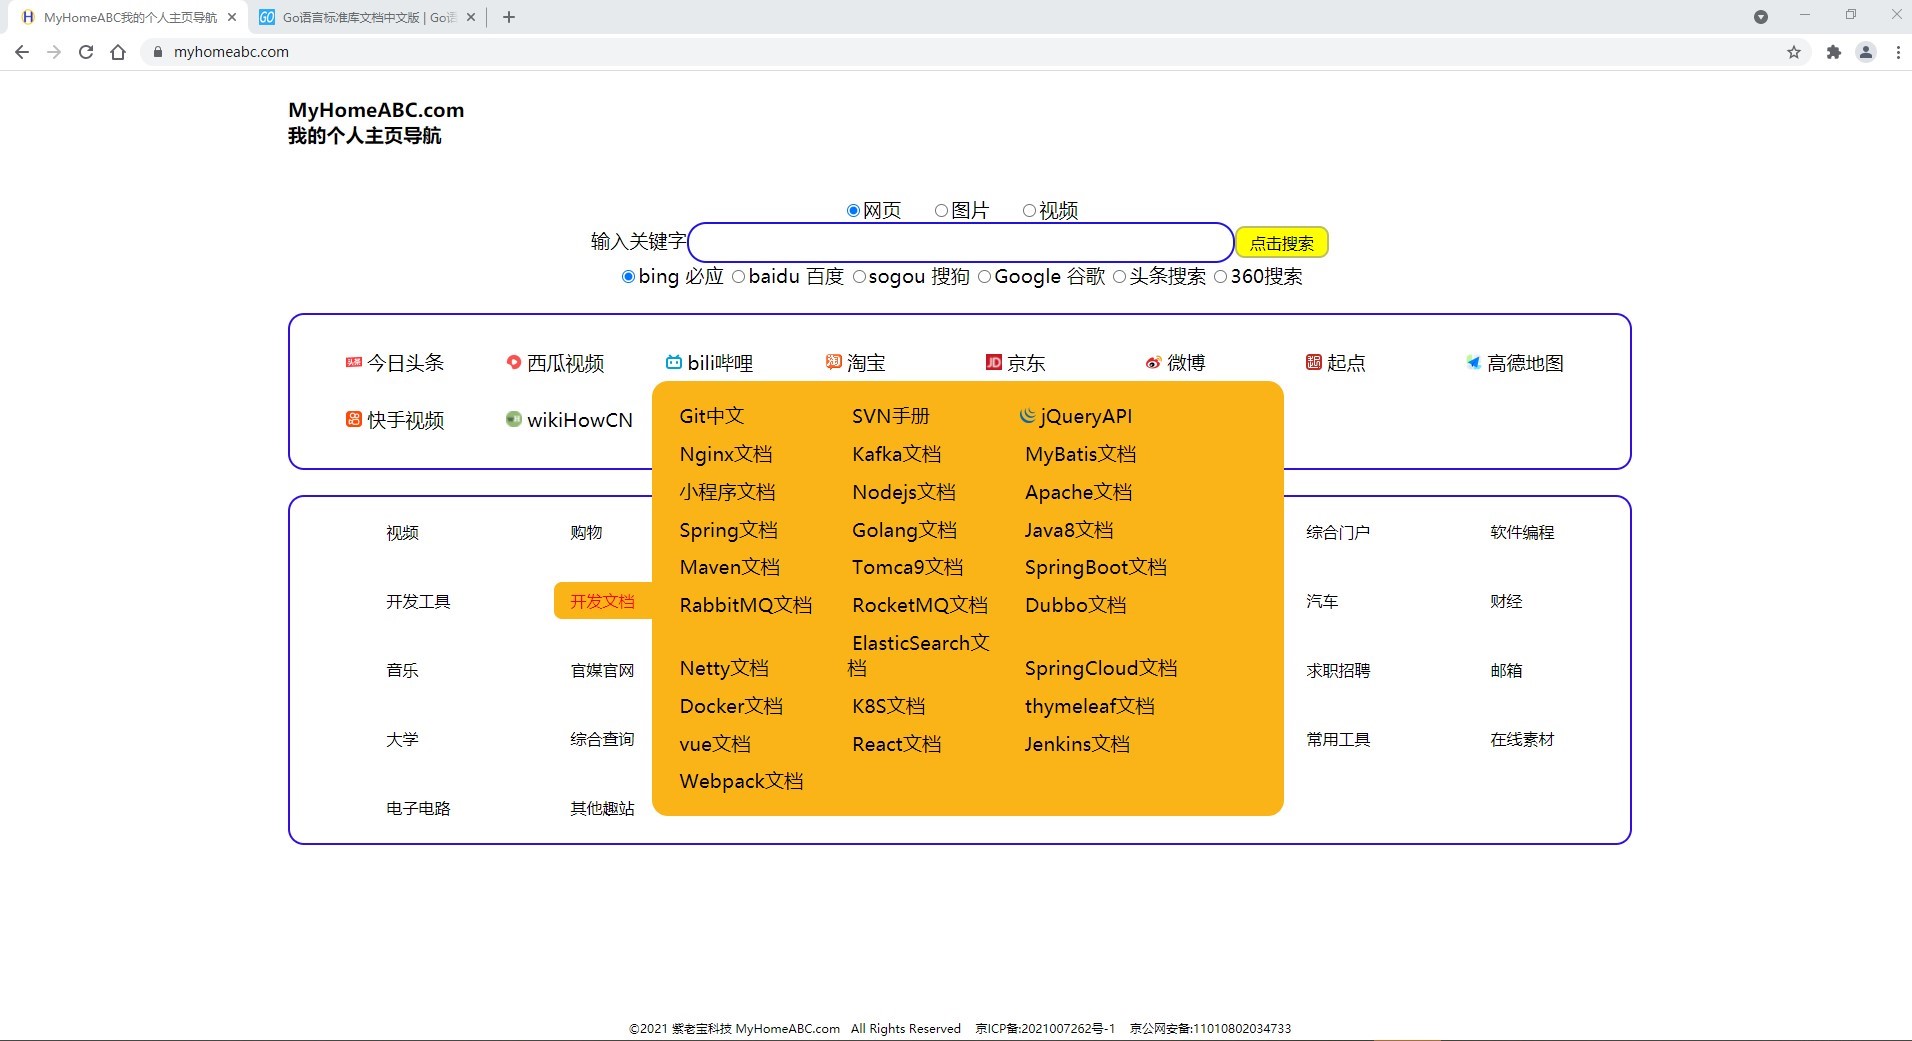 MyHomeABC我的个人主页导航
Go语言标准库文档中文版 | Go语
myhomeabc.com
MyHomeABC.com
我的个人主页导航
网页 图片 视频
输入关键字 点击搜索
bing 必应 baidu 百度 sogou 搜狗 Google 谷歌 头条搜索 360搜索
头条 今日头条 西瓜视频 bili哔哩 淘 淘宝 JD 京东 微博 起点 高德地图
快手视频 wikiHowCN
Git中文 SVN手册 jQueryAPI
Nginx文档 Kafka文档 MyBatis文档
小程序文档 Nodejs文档 Apache文档
Spring文档 Golang文档 Java8文档
Maven文档 Tomca9文档 SpringBoot文档
RabbitMQ文档 RocketMQ文档 Dubbo文档
ElasticSearch文
Netty文档 档 SpringCloud文档
Docker文档 K8S文档 thymeleaf文档
vue文档 React文档 Jenkins文档
Webpack文档
视频 购物 综合门户 软件编程
开发工具 开发文档 汽车 财经
音乐 官媒官网 求职招聘 邮箱
大学 综合查询 常用工具 在线素材
电子电路 其他趣站
©2021 紫老宝科技 MyHomeABC.com All Rights Reserved 京ICP备:2021007262号-1 京公网安备:11010802034733